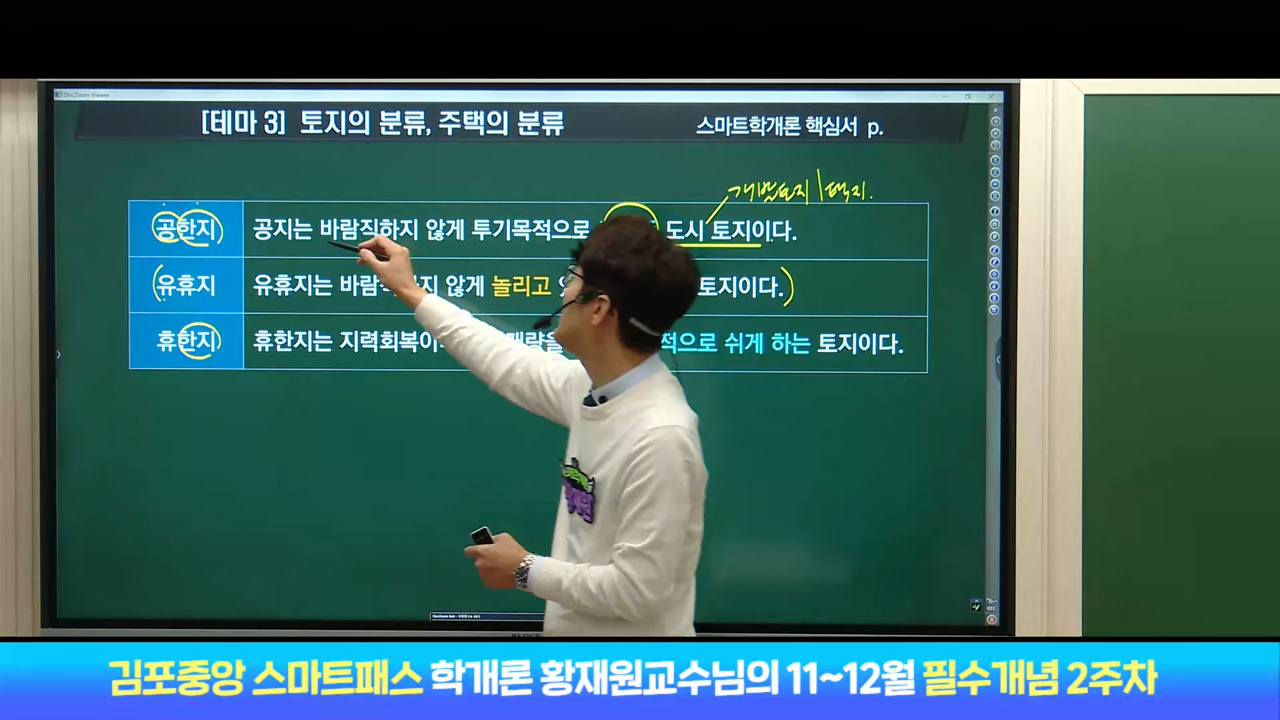 DocZoom Viewer
[테마 3] 토지의 분류, 주택의 분류
스마트학개론 핵심서 p.
개발토지 택지.
공한지 공지는 바람직하지 않게 투기목적으로 도시 토지이다.
유휴지 유휴지는 않게 놀리고 토지이다.
휴한지 휴한지는 지력회복이 적으로 쉬게 하는 토지이다.
김포중앙 스마트패스 학개론 황재원교수님의 11~12월 필수개념 2주차